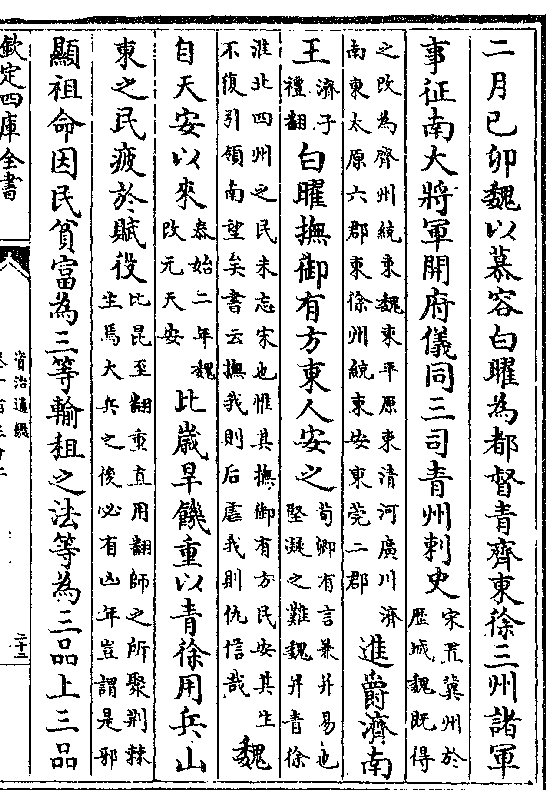 二月己卯魏以慕容白曜為都督青齊東徐三州諸軍
事征南大將軍開府儀同三司青州刺史宋荒冀州於歷城魏既得
之改為齊州統東魏東平原東清河廣川濟南東太原六郡東徐州統東安東莞二郡進爵濟南
王濟子禮翻白曜撫御有方東人安之荀卿有言兼并易也堅凝之難魏并青徐
淮北四州之民未忘宋也惟其撫御有方民安其生不復引領南望矣書云撫我則后虐我則仇信哉魏
自天安以來泰始二年魏改元天安比歲旱饑重以青徐用兵山
東之民疲於賦役比毘至翻重直用翻師之所聚荆棘生焉大兵之後必有凶年豈謂是邪
顯祖命因民貧富為三等輸租之法等為三品上三品
欽定四庫全書
資治通鑑
二十三